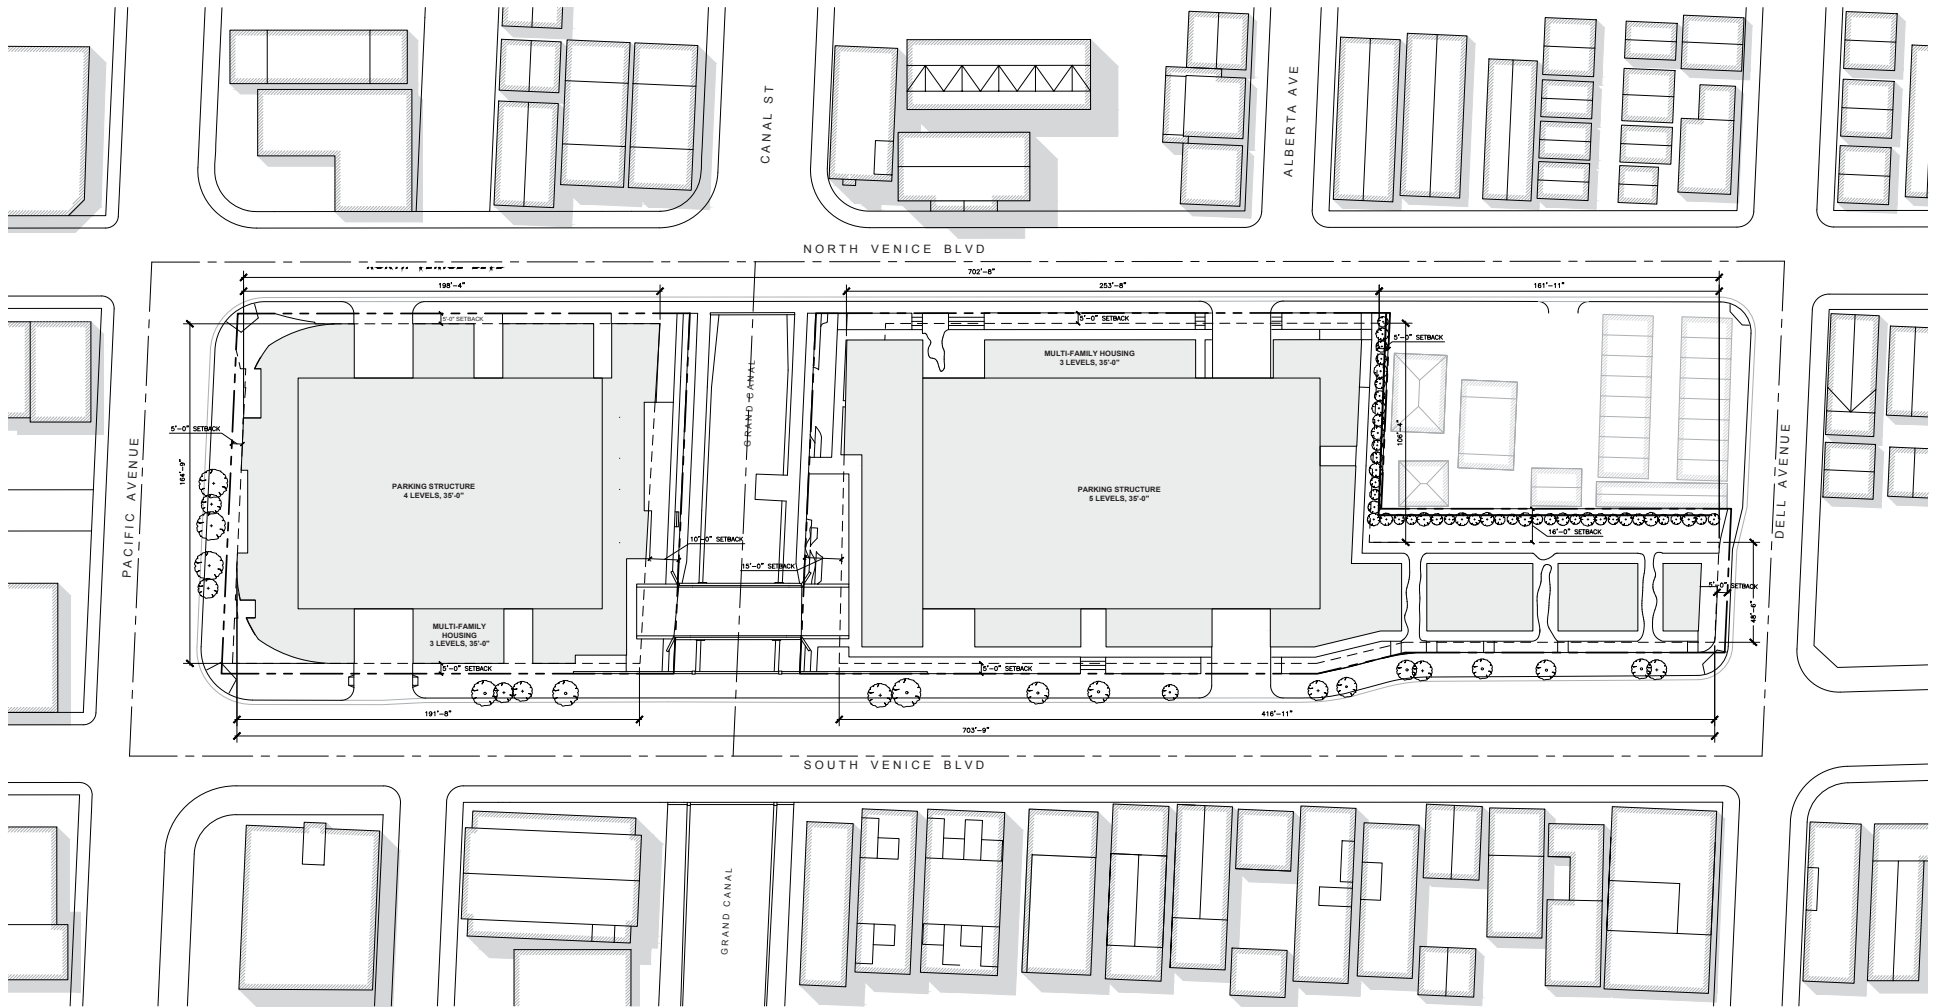 CANAL ST
ALBERTA AVE
NORTH VENICE BLVD
NORTH VENICE BLVD
702'-8"
198'-4"
253'-8"
161'-11"
5'-0" SETBACK
5'-0" SETBACK
5'-0" SETBACK
MULTI-FAMILY HOUSING
3 LEVELS, 35'-0"
GRAND CANAL
5'-0" SETBACK
106'-4"
PACIFIC AVENUE
164'-9"
DELL AVENUE
PARKING STRUCTURE
4 LEVELS, 35'-0"
PARKING STRUCTURE
5 LEVELS, 35'-0"
10'-0" SETBACK
16'-0" SETBACK
15'-0" SETBACK
5'-0" SETBACK
48'-6"
MULTI-FAMILY
HOUSING
3 LEVELS, 35'-0"
5'-0" SETBACK
5'-0" SETBACK
191'-8"
416'-11"
703'-9"
SOUTH VENICE BLVD
GRAND CANAL